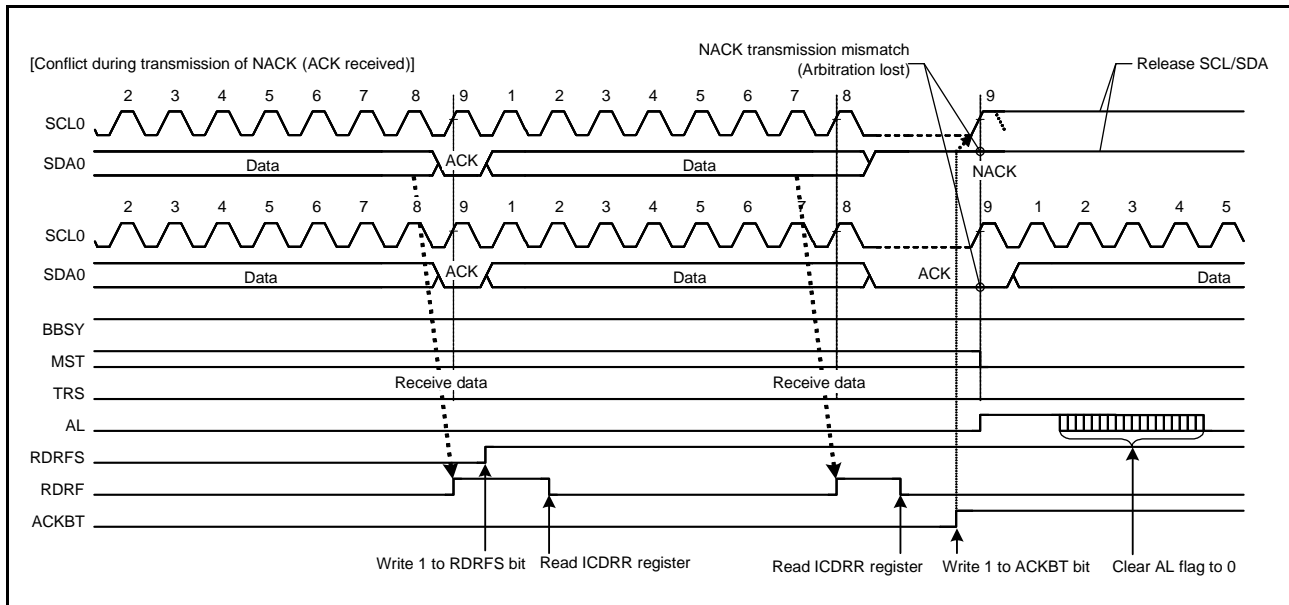 NACK transmission mismatch
(Arbitration lost)
Release SCL/SDA
[Conflict during transmission of NACK (ACK received)]
2 3 4 5 6 7 8 9 1 2 3 4 5 6 7 8 9
SCL0
SDA0 Data ACK Data NACK
2 3 4 5 6 7 8 9 1 2 3 4 5 6 7 8 9 1 2 3 4 5
SCL0
SDA0 Data ACK Data ACK Data
BBSY
MST
Receive data Receive data
TRS
AL
RDRFS
RDRF
ACKBT
Write 1 to RDRFS bit Read ICDRR register Read ICDRR register Write 1 to ACKBT bit Clear AL flag to 0